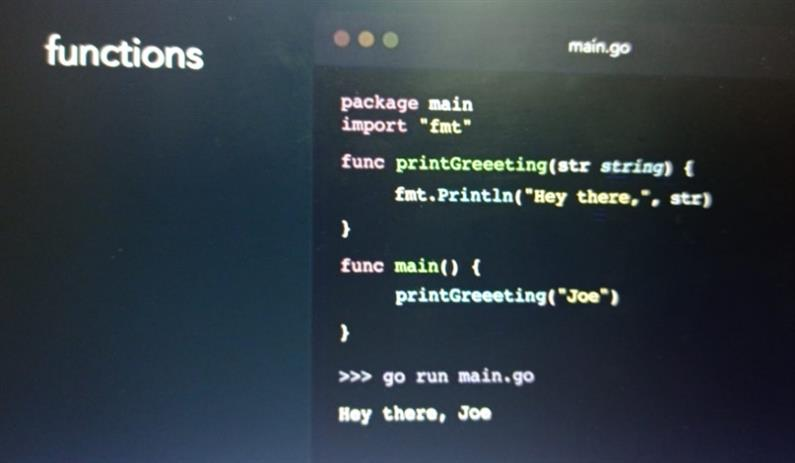 functions
main.go
package main
import "fmt"
func printGreeeting(str string) {
fmt.Println("Hey there,", str)
}
func main() {
printGreeeting("Joe")
}
>>> go run main.go
Hey there, Joe